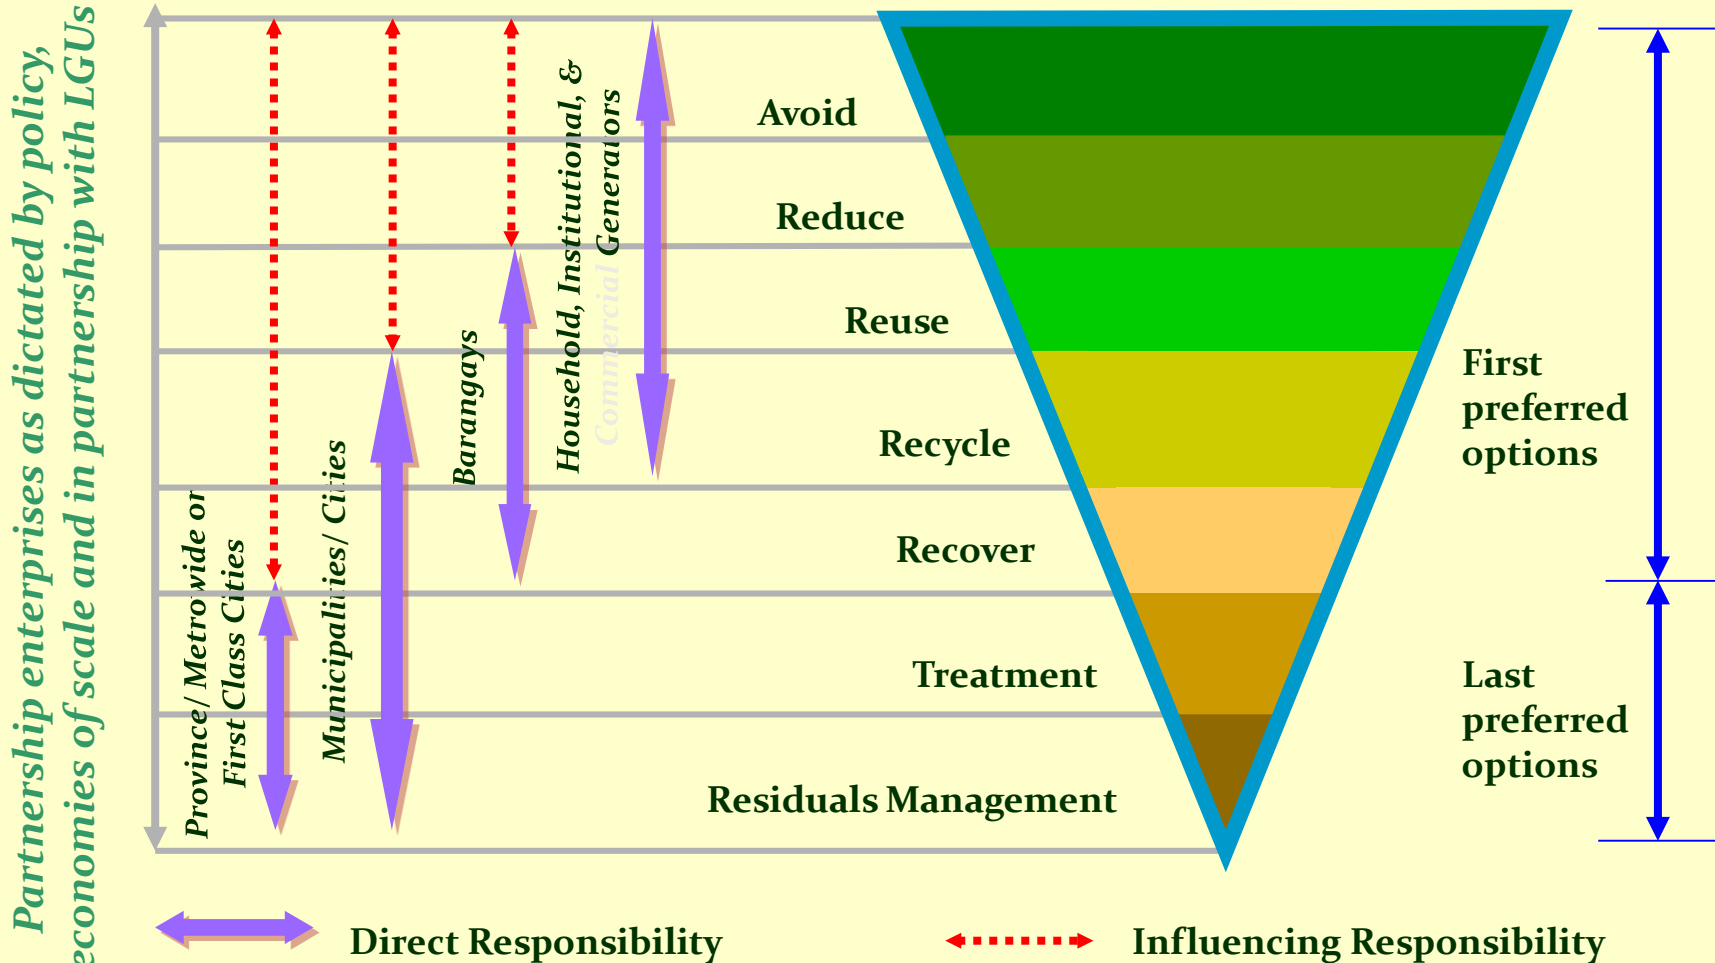 Partnership enterprises as dictated by policy,
economies of scale and in partnership with LGUs
Province/ Metrowide or
First Class Cities
Municipalities/ Cities
Barangays
Household, Institutional, &
Commercial Generators
Avoid
Reduce
Reuse
Recycle
Recover
Treatment
Residuals Management
First
preferred
options
Last
preferred
options
Direct Responsibility
Influencing Responsibility